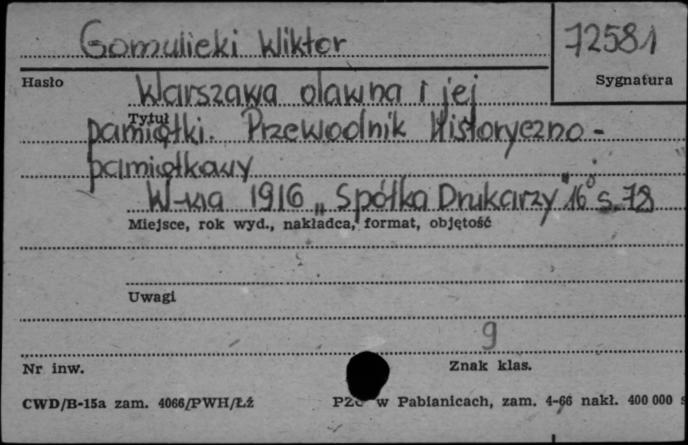 Gomulicki Wiktor
72581
Hasło
Sygnatura
Warszawa dawna i jej
Tytuł
pamiątki. Przewodnik Historyczno-
pamiątkowy
W-wa 1916 „Spółka Drukarzy" 16° s. 78
Miejsce, rok wyd., nakładca, format, objętość
Uwagi
9
Nr inw.
Znak klas.
CWD/B-15a zam. 4066/PWH/Łź
PZG w Pabianicach, zam. 4-66 nakł. 400 000 s